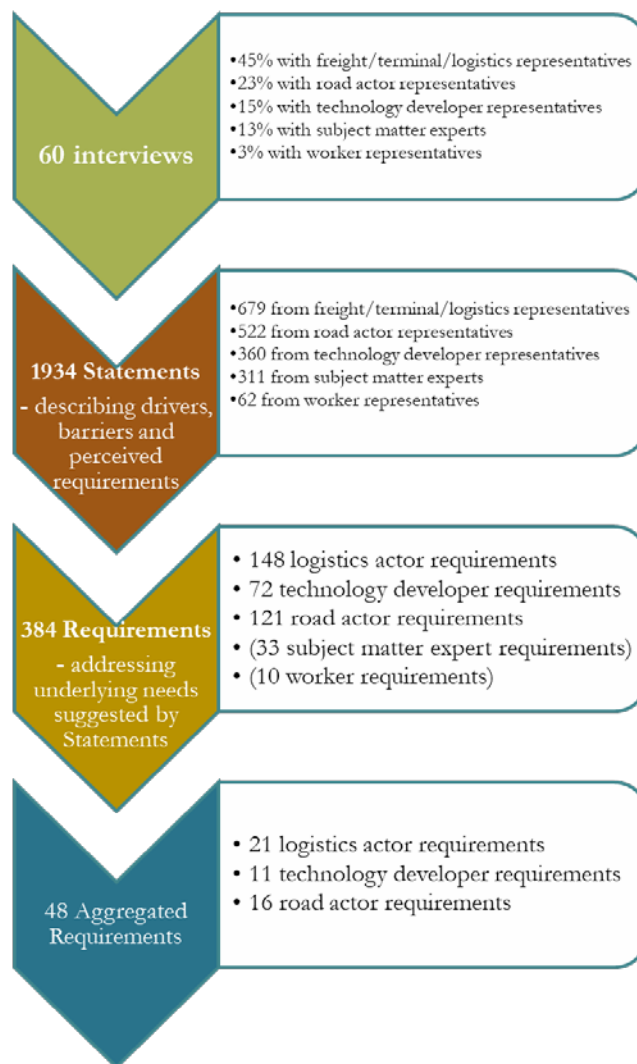 60 interviews
•45% with freight/terminal/logistics representatives
•23% with road actor representatives
•15% with technology developer representatives
•13% with subject matter experts
•3% with worker representatives
1934 Statements
- describing drivers,
barriers and
perceived
requirements
•679 from freight/terminal/logistics representatives
•522 from road actor representatives
•360 from technology developer representatives
•311 from subject matter experts
•62 from worker representatives
384 Requirements
- addressing
underlying needs
suggested by
Statements
• 148 logistics actor requirements
• 72 technology developer requirements
• 121 road actor requirements
• (33 subject matter expert requirements)
• (10 worker requirements)
48 Aggregated
Requirements
• 21 logistics actor requirements
• 11 technology developer requirements
• 16 road actor requirements